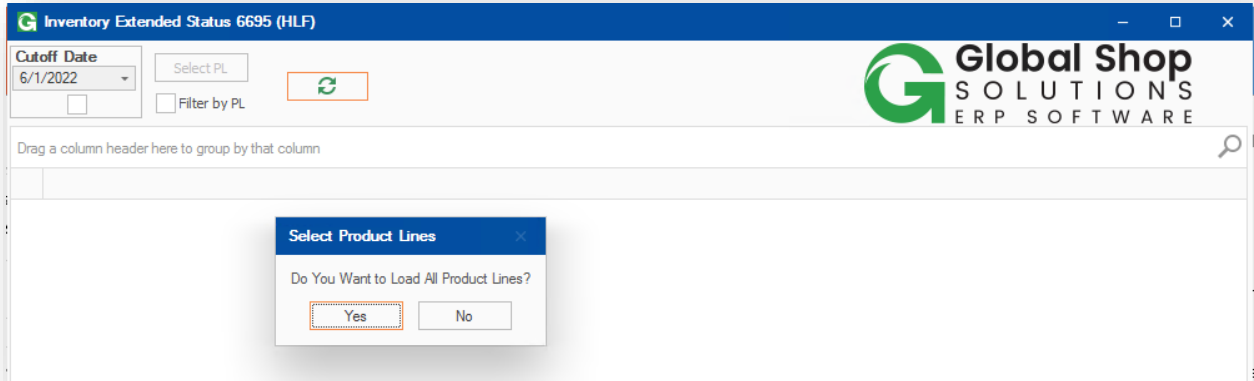 Inventory Extended Status 6695 (HLF)
Cutoff Date
6/1/2022
Select PL
Filter by PL
Global Shop
SOLUTIONS
ERP SOFTWARE
Drag a column header here to group by that column
Select Product Lines
Do You Want to Load All Product Lines?
Yes
No